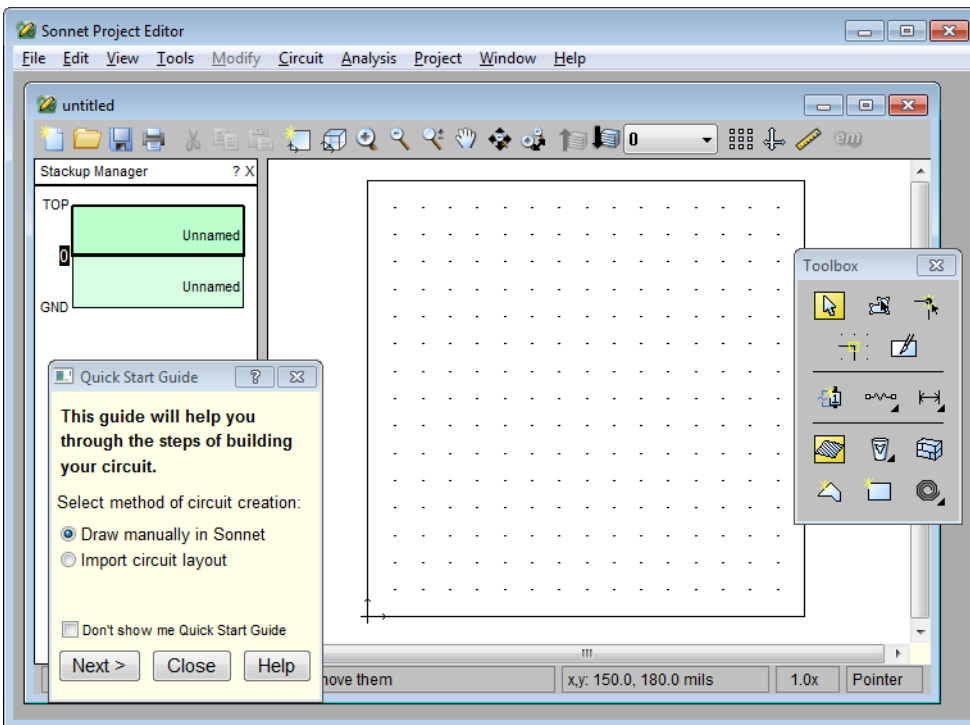 Sonnet Project Editor
File Edit View Tools Modify Circuit Analysis Project Window Help
untitled
0
em
Stackup Manager ? X
TOP
Unnamed
0
Unnamed
GND
Toolbox
1
Quick Start Guide ?
This guide will help you
through the steps of building
your circuit.
Select method of circuit creation:
Draw manually in Sonnet
Import circuit layout
Don't show me Quick Start Guide
Next > Close Help
move them
x,y: 150.0, 180.0 mils
1.0x
Pointer